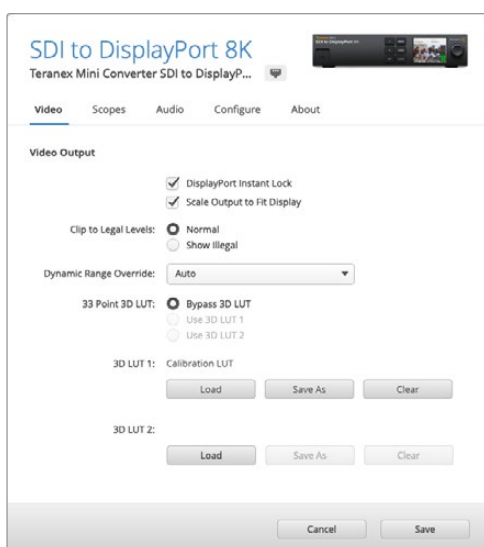 SDI to DisplayPort 8K
Teranex Mini Converter SDI to DisplayP...
Video Scopes Audio Configure About
Video Output
DisplayPort Instant Lock
Scale Output to Fit Display
Clip to Legal Levels: Normal
Show Illegal
Dynamic Range Override: Auto
33 Point 3D LUT: Bypass 3D LUT
Use 3D LUT 1
Use 3D LUT 2
3D LUT 1: Calibration LUT
Load Save As Clear
3D LUT 2:
Load Save As Clear
Cancel Save